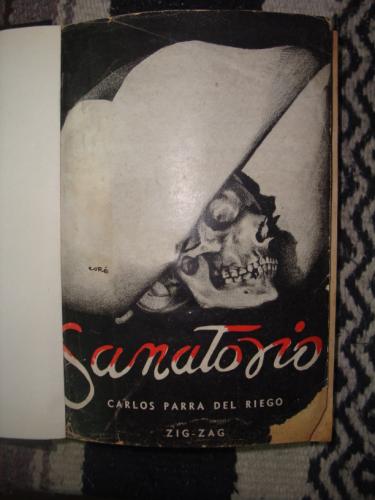 CORÉ
Sanatorio
CARLOS PARRA DEL RIEGO
ZIG-ZAG